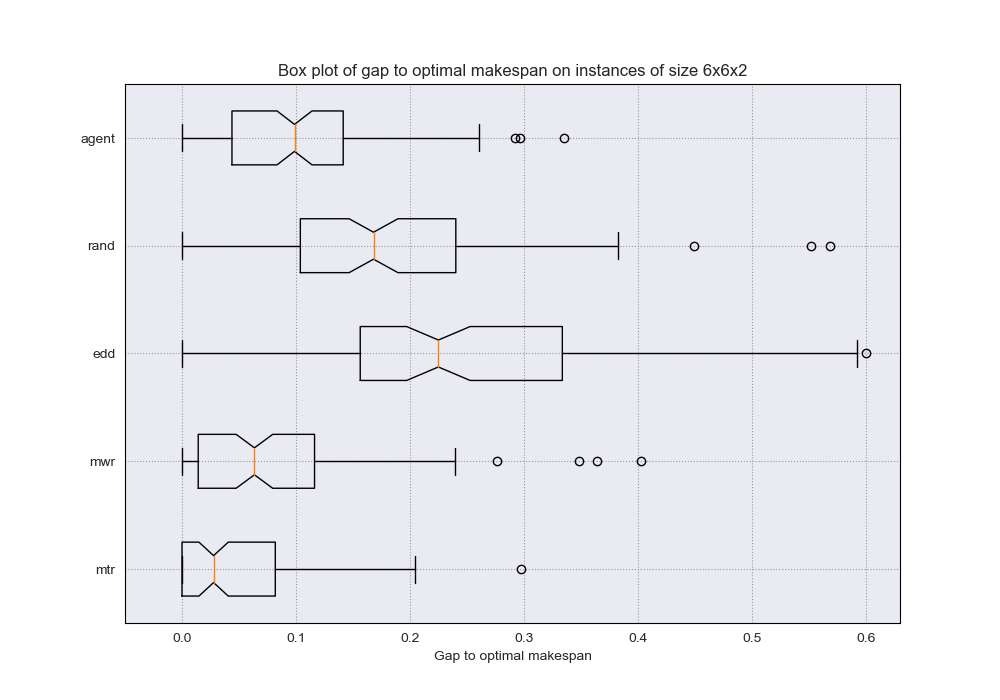 Box plot of gap to optimal makespan on instances of size 6x6x2
agent
rand
edd
mwr
mtr
0.0 0.1 0.2 0.3 0.4 0.5 0.6
Gap to optimal makespan